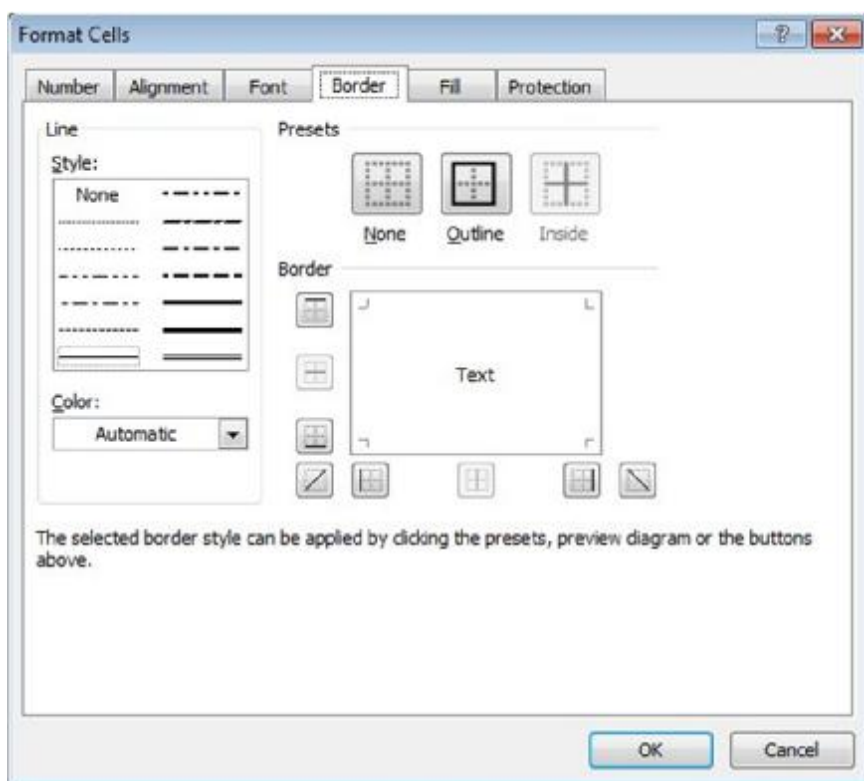 Format Cells
Number Alignment Font Border Fill Protection
Line
Style:
None
Color:
Automatic
Presets
None Outline Inside
Border
Text
The selected border style can be applied by clicking the presets, preview diagram or the buttons
above.
OK Cancel